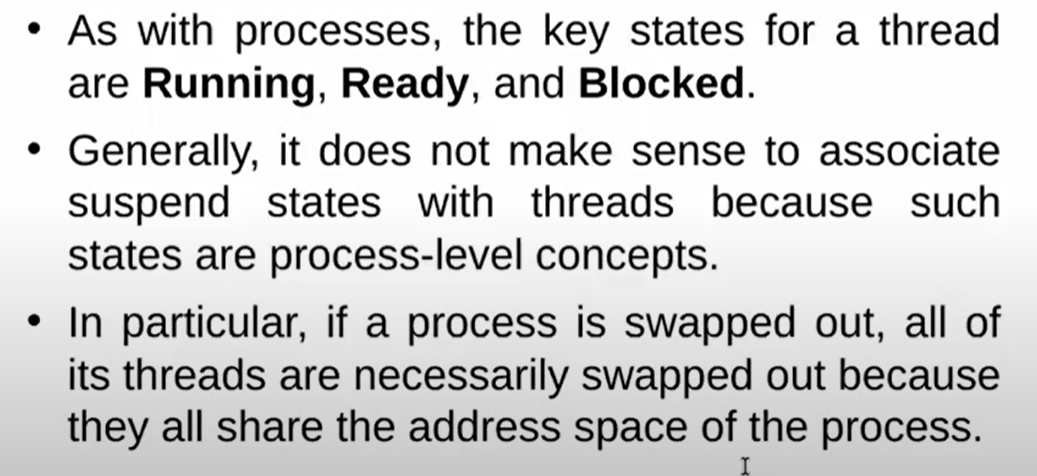 • As with processes, the key states for a thread
are Running, Ready, and Blocked.
• Generally, it does not make sense to associate
suspend states with threads because such
states are process-level concepts.
• In particular, if a process is swapped out, all of
its threads are necessarily swapped out because
they all share the address space of the process.